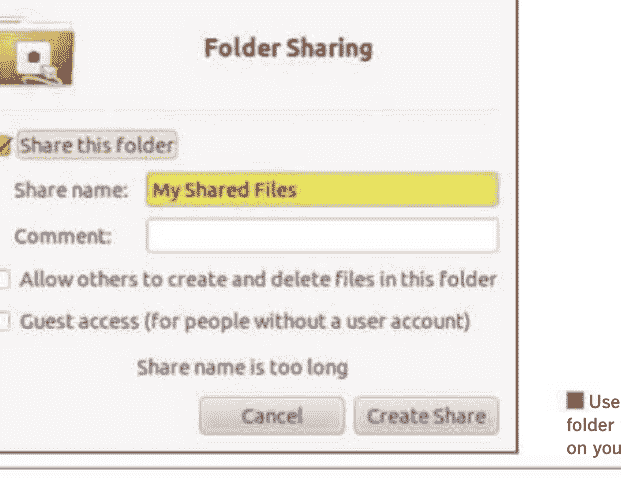 Folder Sharing
Share this folder
Share name: My Shared Files
Comment:
Allow others to create and delete files in this folder
Guest access (for people without a user account)
Share name is too long
Cancel Create Share
Use
folder
on you